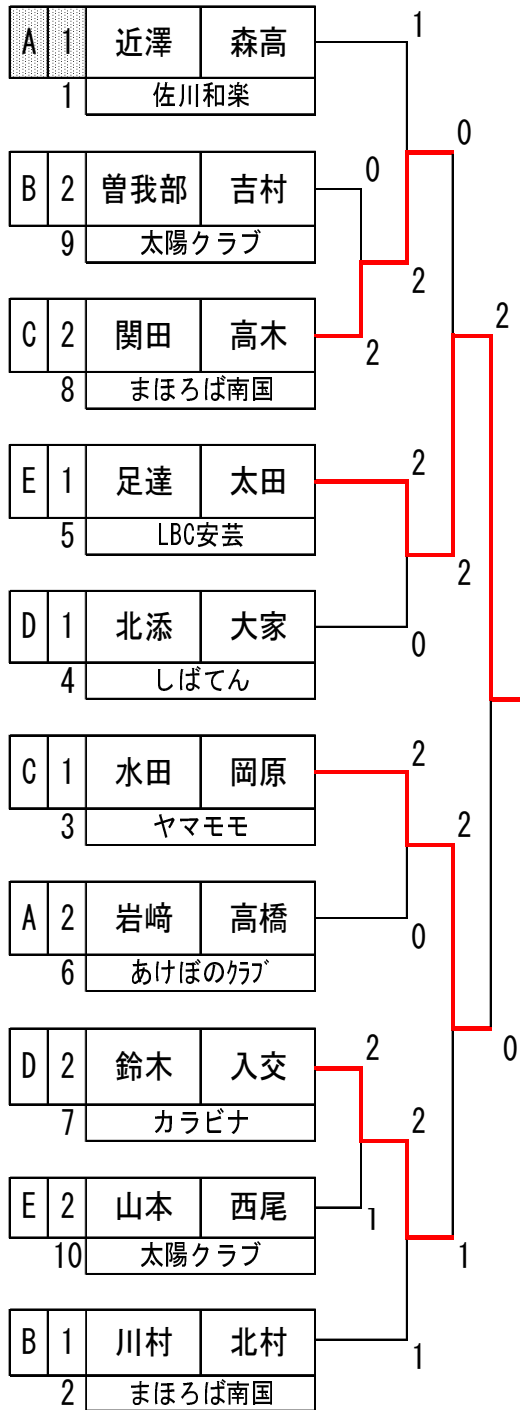 1
A 1 近澤 森高
1 佐川和楽
0
0
B 2 曽我部 吉村
9 太陽クラブ
2
2
C 2 関田 高木
2
8 まほろば南国
2
E 1 足達 太田
5 LBC安芸
2
D 1 北添 大家
0
4 しばてん
2
C 1 水田 岡原
3 ヤマモモ
2
A 2 岩﨑 高橋
0
6 あけぼのｸﾗﾌﾞ
2
0
D 2 鈴木 入交
7 カラビナ
2
E 2 山本 西尾
1
10 太陽クラブ
1
B 1 川村 北村
1
2 まほろば南国